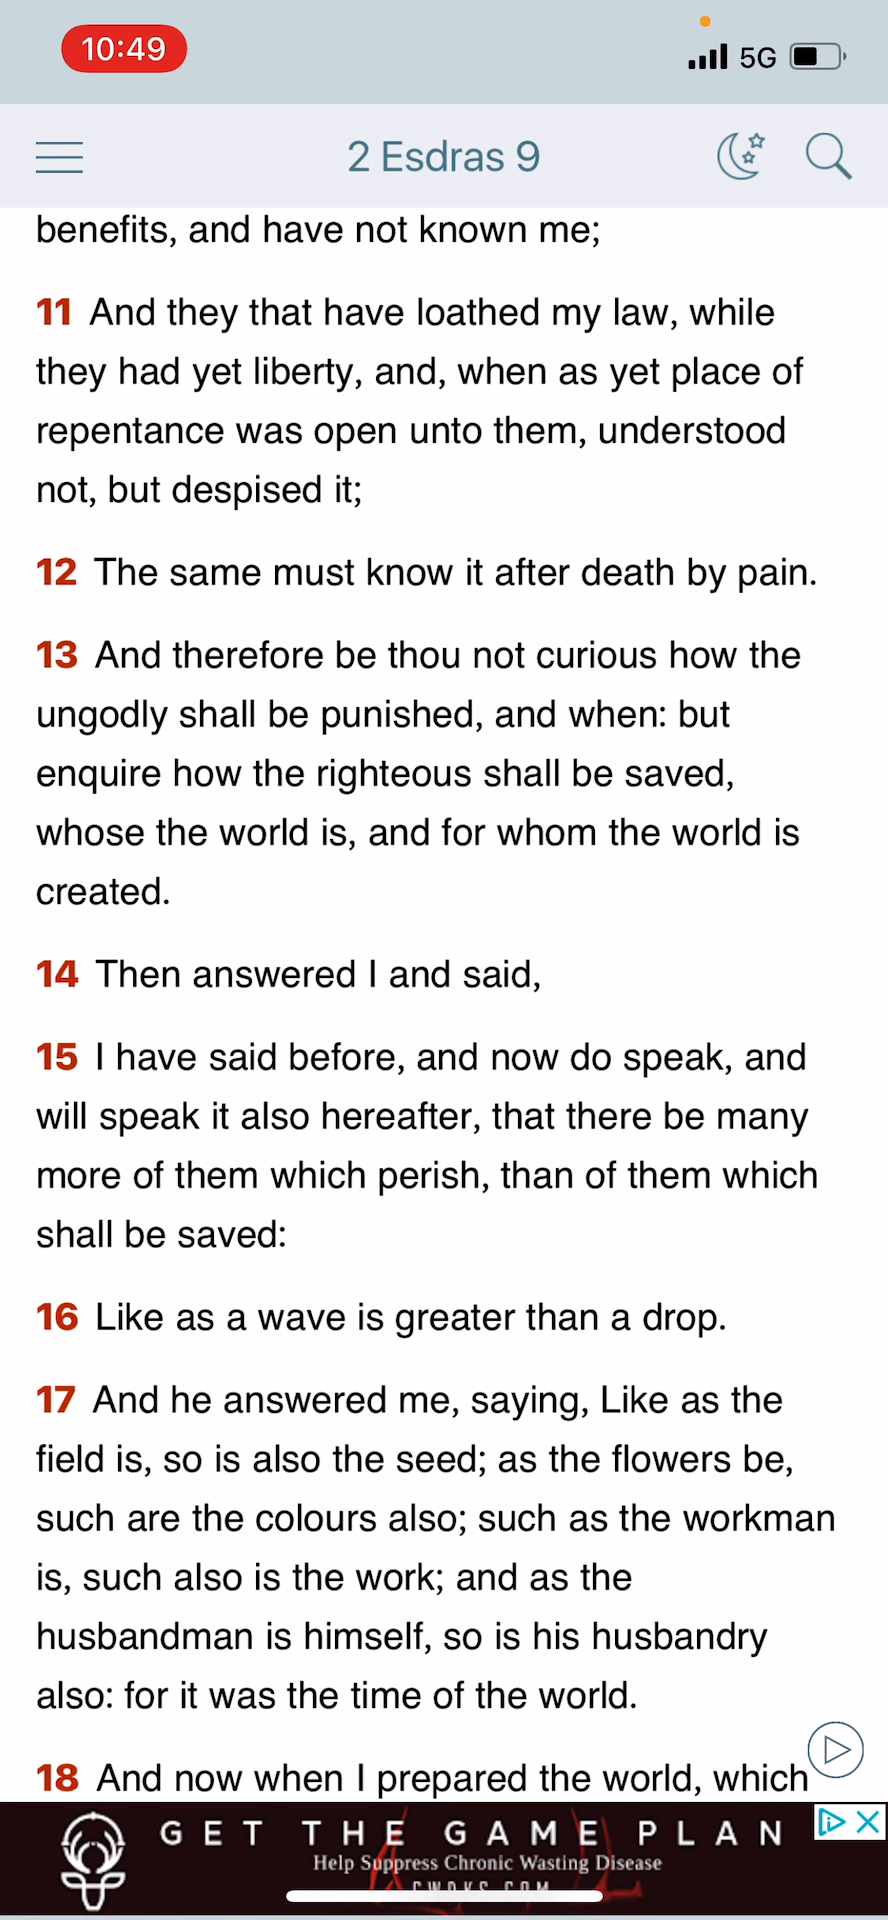 10:49
5G
2 Esdras 9
benefits, and have not known me;
11 And they that have loathed my law, while
they had yet liberty, and, when as yet place of
repentance was open unto them, understood
not, but despised it;
12 The same must know it after death by pain.
13 And therefore be thou not curious how the
ungodly shall be punished, and when: but
enquire how the righteous shall be saved,
whose the world is, and for whom the world is
created.
14 Then answered I and said,
15 I have said before, and now do speak, and
will speak it also hereafter, that there be many
more of them which perish, than of them which
shall be saved:
16 Like as a wave is greater than a drop.
17 And he answered me, saying, Like as the
field is, so is also the seed; as the flowers be,
such are the colours also; such as the workman
is, such also is the work; and as the
husbandman is himself, so is his husbandry
also: for it was the time of the world.
18 And now when I prepared the world, which
GET THE GAME PLAN
Help Suppress Chronic Wasting Disease